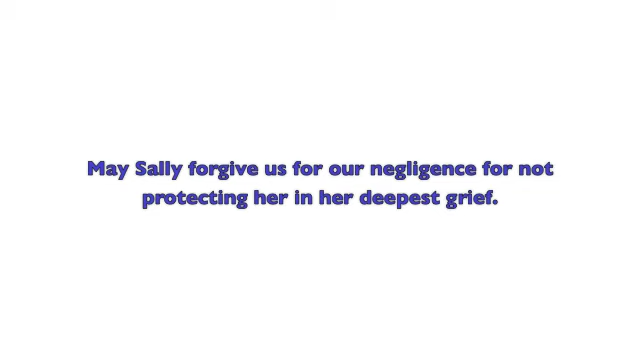 May Sally forgive us for our negligence for not
protecting her in her deepest grief.